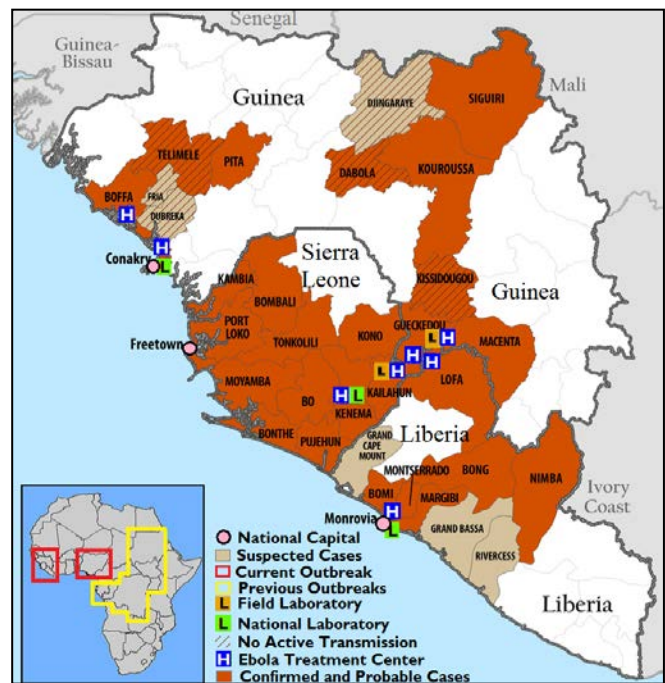 Senegal
Guinea-
Bissau
Mali
Guinea
DJINGARAYE
SIGUIRI
TELIMELE
PITA
DABOLA
KOUROUSSA
BOFFA
FRIA
DUBREKA
H
H
Conakry
L
Sierra
Leone
KISSIDOUGOU
Guinea
KAMBIA
BOMBALI
PORT
LOKO
KONO
GUECKEDOU
MACENTA
L
H
Freetown
TONKOLILI
H
H
L
H
LOFA
MOYAMBA
BO
KAILAHUN
H
L
KENEMA
BONTHE
PUJEHUN
GRAND
CAPE
MOUNT
Liberia
MONTSERRADO
BONG
NIMBA
BOMI
MARGIBI
Ivory
Coast
H
Monrovia
L
GRAND BASSA
RIVERCESS
Liberia
National Capital
Suspected Cases
Current Outbreak
Previous Outbreaks
L Field Laboratory
L National Laboratory
No Active Transmission
H Ebola Treatment Center
Confirmed and Probable Cases